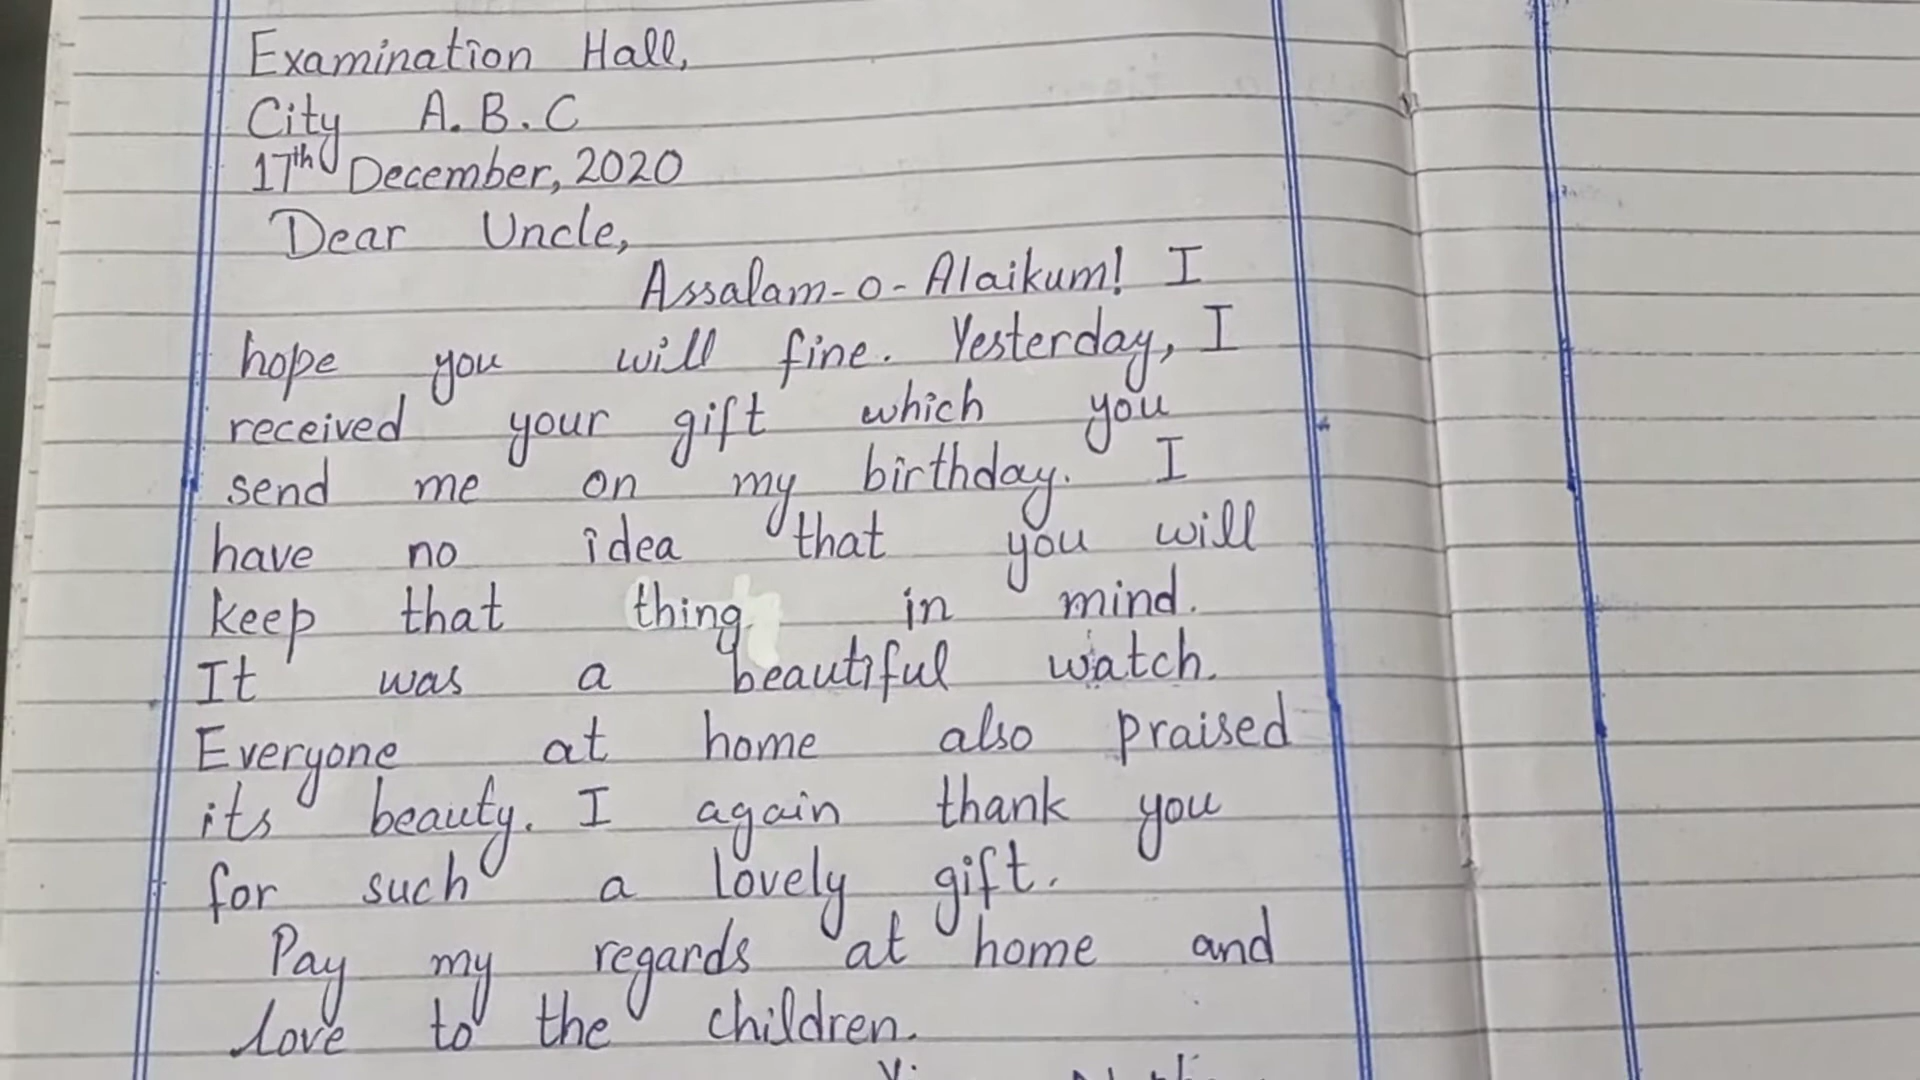 Examination Hall,
City A. B. C
17th December, 2020
Dear Uncle,
Assalam-o-Alaikum! I
hope you will fine. Yesterday, I
received your gift which you
send me on my birthday. I
have no idea that you will
keep that thing in mind.
It was a beautiful watch.
Everyone at home also praised
its beauty. I again thank you
for such a lovely gift.
Pay my regards at home and
love to the children.